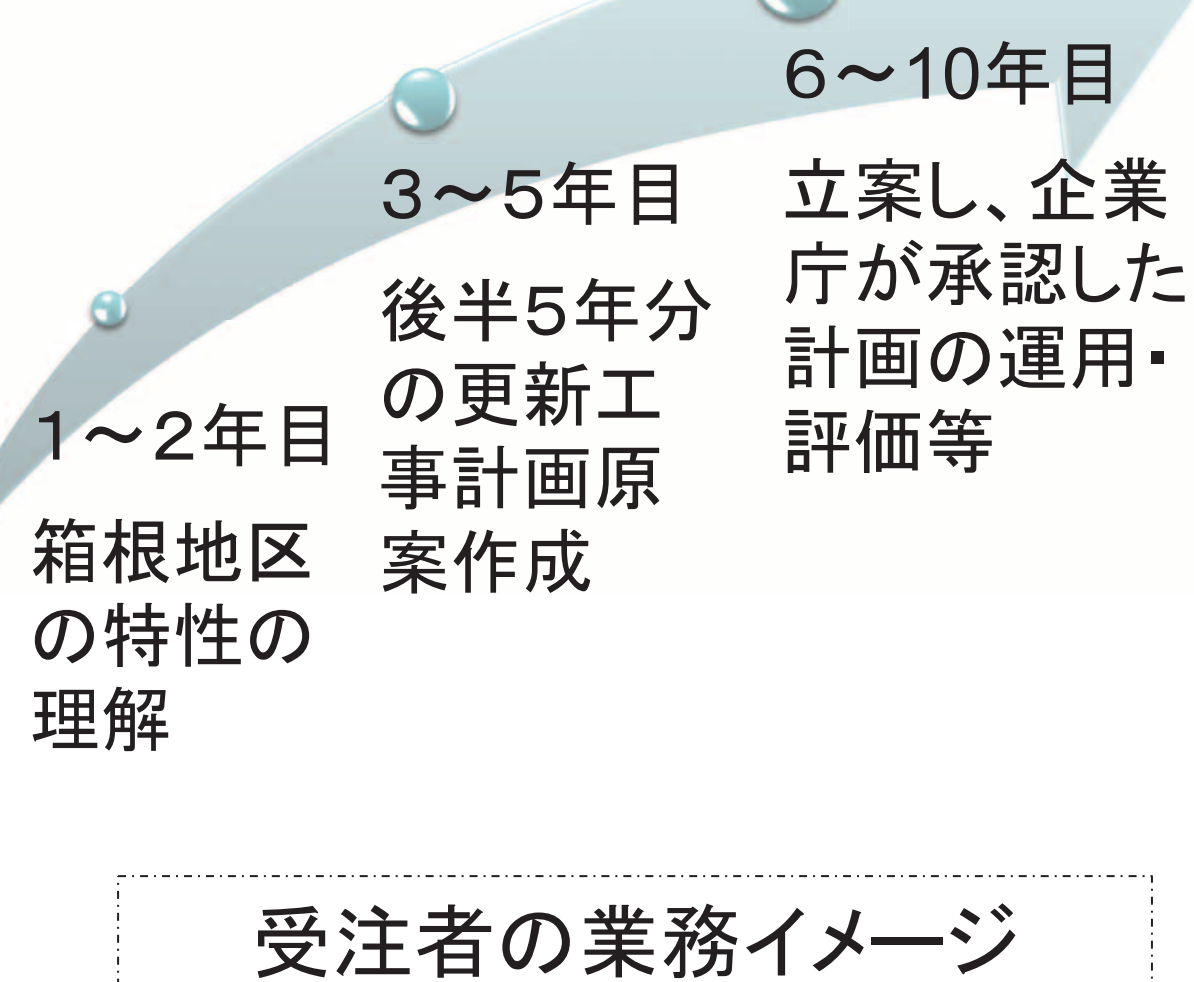 1～2年目
箱根地区
の特性の
理解
3～5年目
後半5年分
の更新工
事計画原
案作成
6～10年目
立案し、企業
庁が承認した
計画の運用・
評価等
受注者の業務イメージ